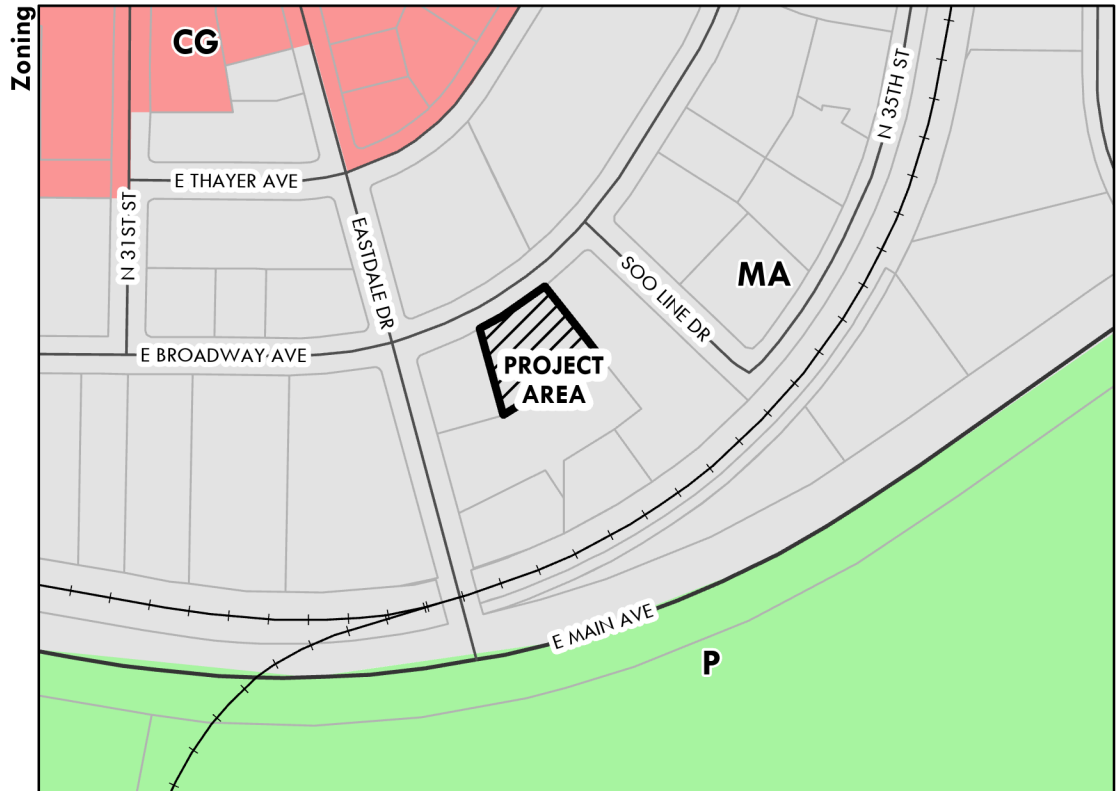 Zoning
CG
N 35TH ST
E THAYER AVE
N 31ST ST
EASTDALE DR
SOO LINE DR
MA
E BROADWAY AVE
PROJECT
AREA
E MAIN AVE
P